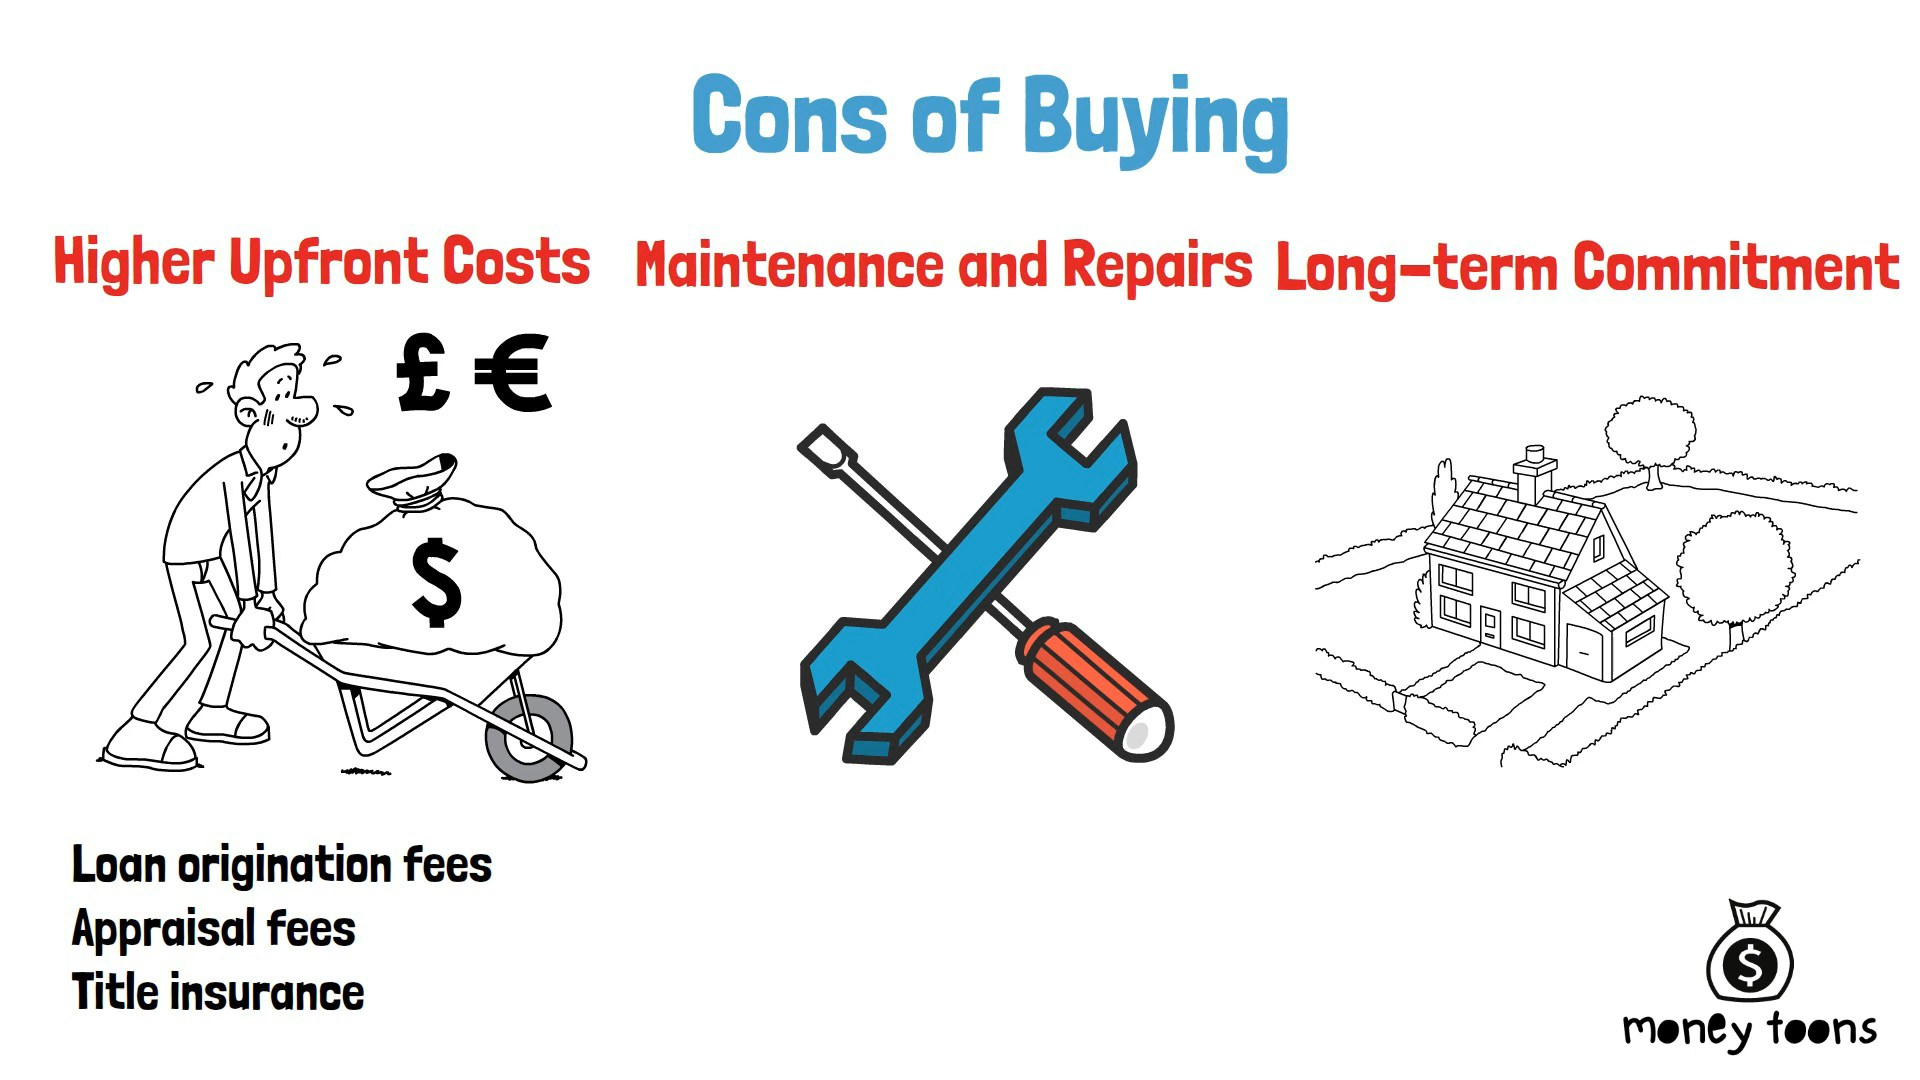 Cons of Buying
Higher Upfront Costs
Maintenance and Repairs
Long-term Commitment
£ €
$
Loan origination fees
Appraisal fees
Title insurance
$
money toons